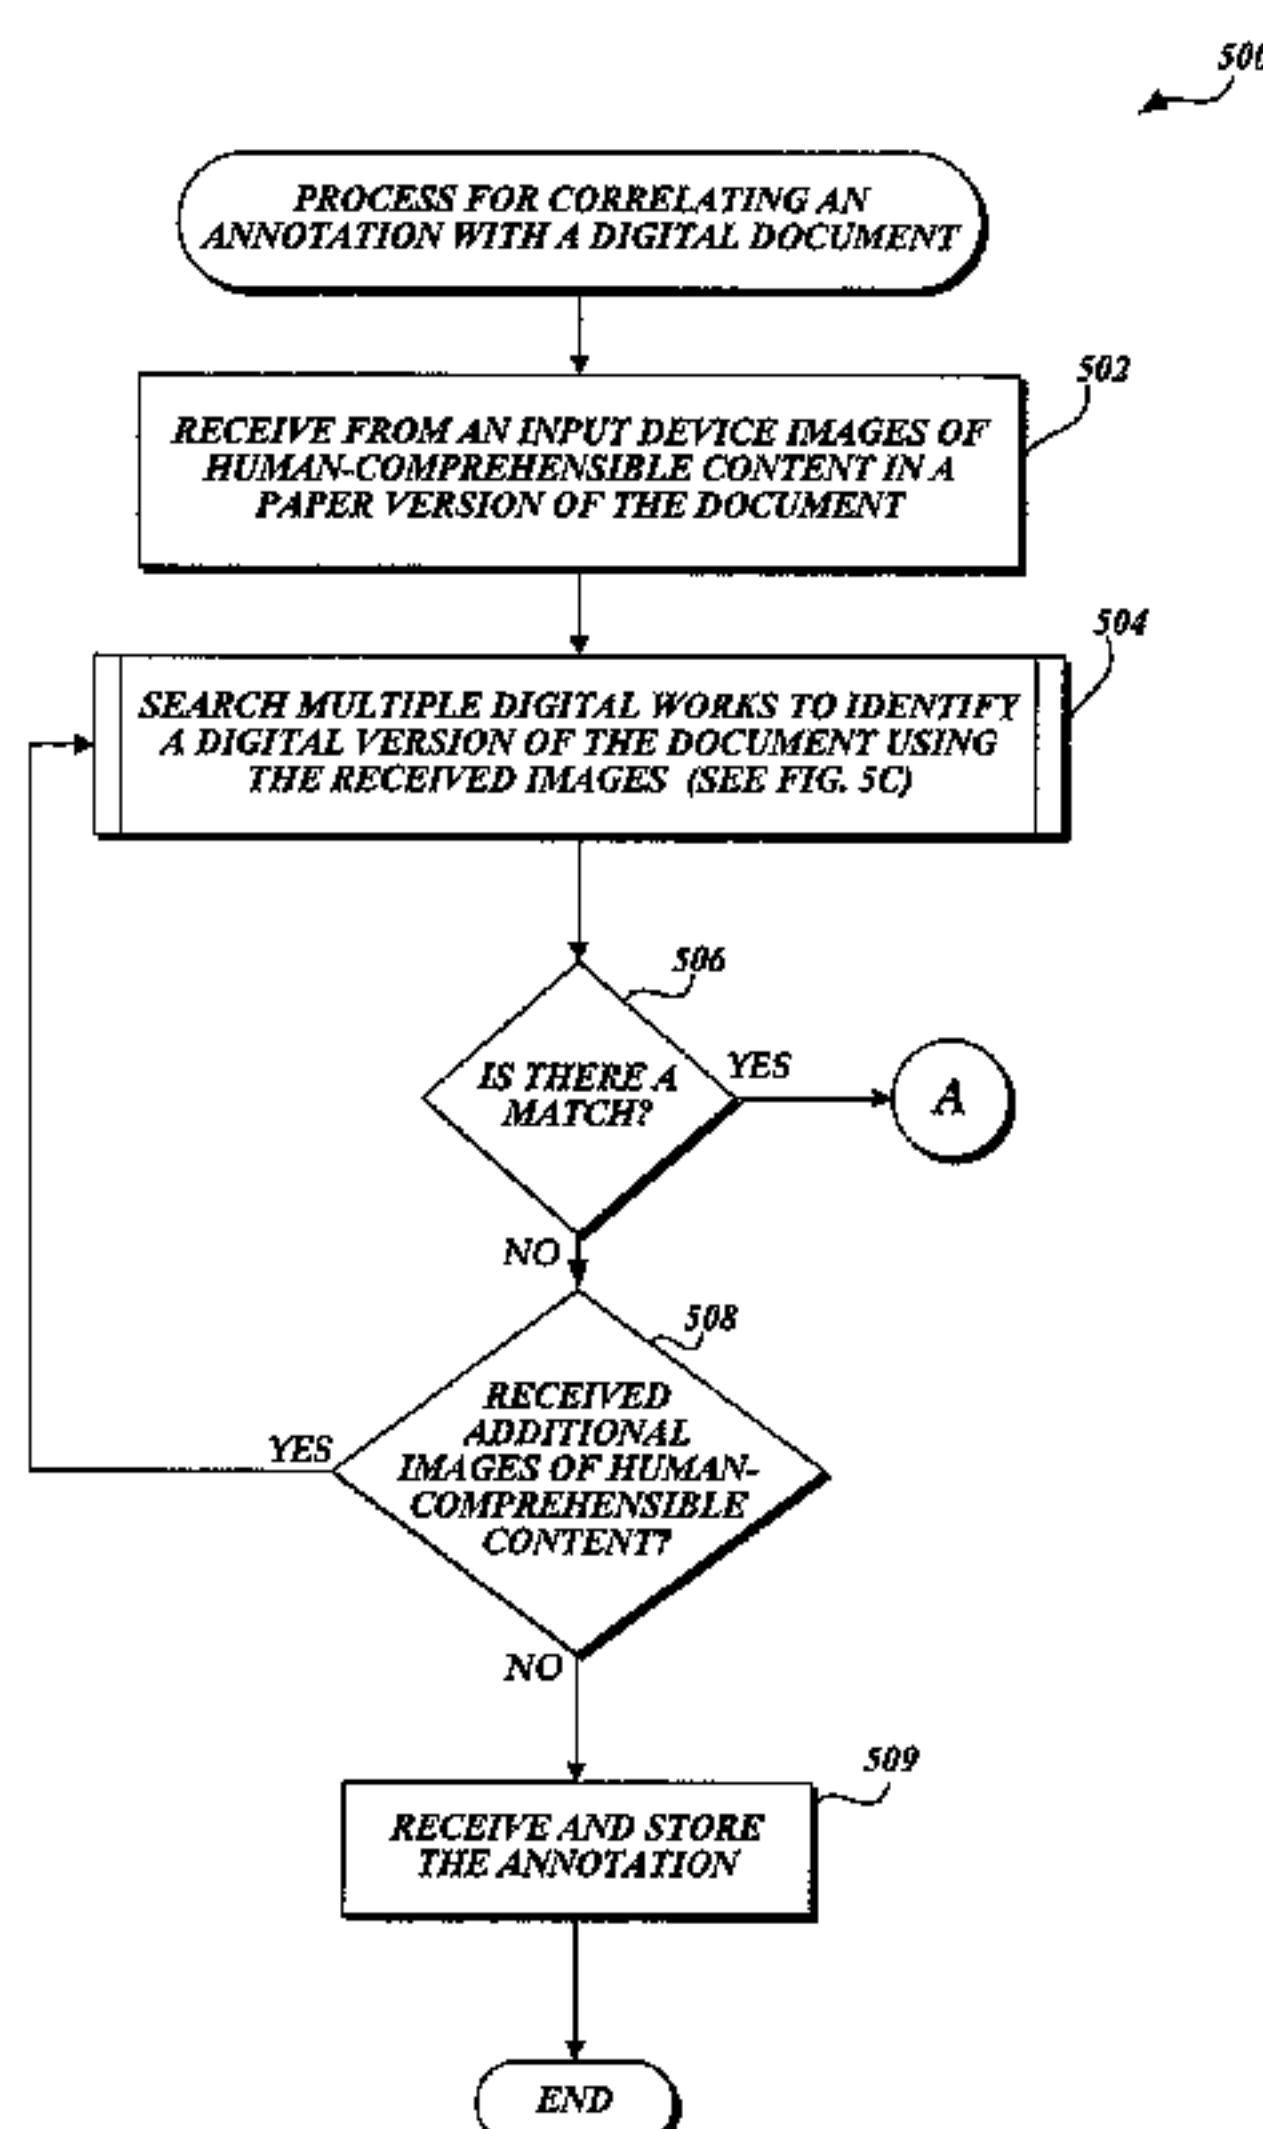 PROCESS FOR CORRELATING AN
ANNOTATION WITH A DIGITAL DOCUMENT
502
RECEIVE FROM AN INPUT DEVICE IMAGES OF
HUMAN-COMPREHENSIBLE CONTENT IN A
PAPER VERSION OF THE DOCUMENT
504
SEARCH MULTIPLE DIGITAL WORKS TO IDENTIFY
A DIGITAL VERSION OF THE DOCUMENT USING
THE RECEIVED IMAGES (SEE FIG. 5C)
506
IS THERE A
MATCH?
YES
A
NO
508
RECEIVED
ADDITIONAL
IMAGES OF HUMAN-
COMPREHENSIBLE
CONTENT?
YES
NO
509
RECEIVE AND STORE
THE ANNOTATION
END